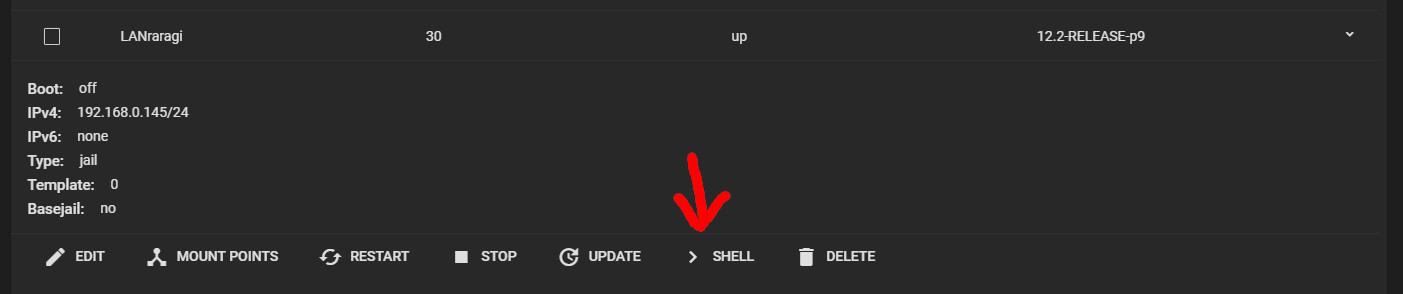 LANraragi 30 up 12.2-RELEASE-p9
Boot: off
IPv4: 192.168.0.145/24
IPv6: none
Type: jail
Template: 0
Basejail: no
EDIT MOUNT POINTS RESTART STOP UPDATE SHELL DELETE